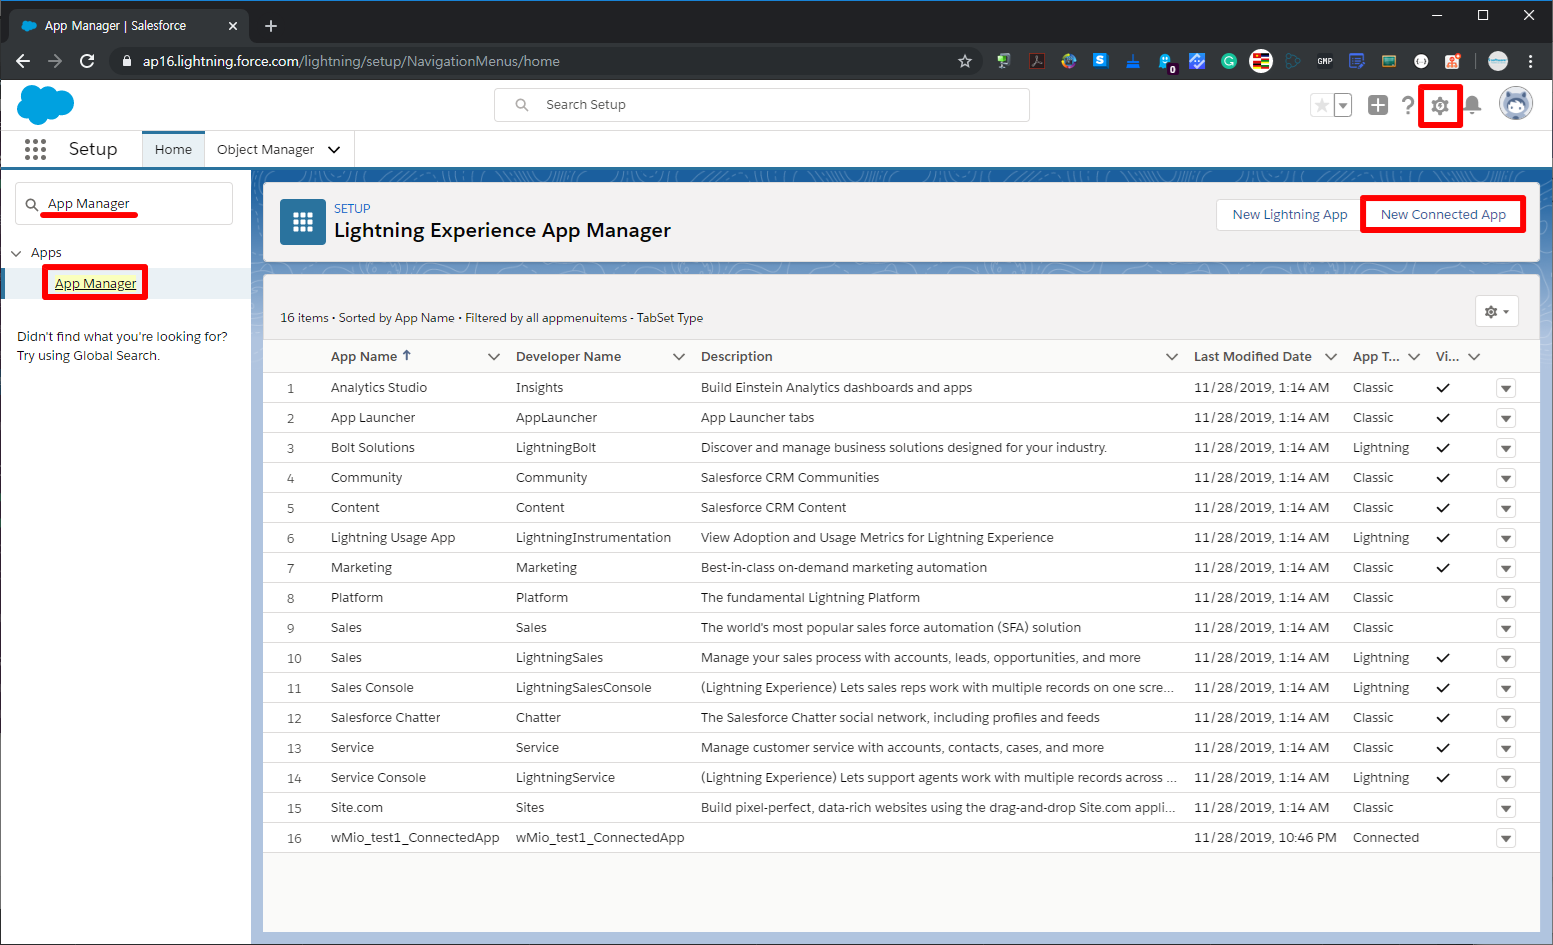 App Manager | Salesforce
ap16.lightning.force.com/lightning/setup/NavigationMenus/home
S
0
GMP
Search Setup
Setup
Home
Object Manager
App Manager
Apps
App Manager
Didn't find what you're looking for?
Try using Global Search.
SETUP
Lightning Experience App Manager
New Lightning App
New Connected App
16 items • Sorted by App Name • Filtered by all appmenuitems - TabSet Type
App Name Developer Name Description Last Modified Date App T... Vi...
1 Analytics Studio Insights Build Einstein Analytics dashboards and apps 11/28/2019, 1:14 AM Classic
2 App Launcher AppLauncher App Launcher tabs 11/28/2019, 1:14 AM Classic
3 Bolt Solutions LightningBolt Discover and manage business solutions designed for your industry. 11/28/2019, 1:14 AM Lightning
4 Community Community Salesforce CRM Communities 11/28/2019, 1:14 AM Classic
5 Content Content Salesforce CRM Content 11/28/2019, 1:14 AM Classic
6 Lightning Usage App LightningInstrumentation View Adoption and Usage Metrics for Lightning Experience 11/28/2019, 1:14 AM Lightning
7 Marketing Marketing Best-in-class on-demand marketing automation 11/28/2019, 1:14 AM Classic
8 Platform Platform The fundamental Lightning Platform 11/28/2019, 1:14 AM Classic
9 Sales Sales The world's most popular sales force automation (SFA) solution 11/28/2019, 1:14 AM Classic
10 Sales LightningSales Manage your sales process with accounts, leads, opportunities, and more 11/28/2019, 1:14 AM Lightning
11 Sales Console LightningSalesConsole (Lightning Experience) Lets sales reps work with multiple records on one scre... 11/28/2019, 1:14 AM Lightning
12 Salesforce Chatter Chatter The Salesforce Chatter social network, including profiles and feeds 11/28/2019, 1:14 AM Classic
13 Service Service Manage customer service with accounts, contacts, cases, and more 11/28/2019, 1:14 AM Classic
14 Service Console LightningService (Lightning Experience) Lets support agents work with multiple records across ... 11/28/2019, 1:14 AM Lightning
15 Site.com Sites Build pixel-perfect, data-rich websites using the drag-and-drop Site.com appli... 11/28/2019, 1:14 AM Classic
16 wMio_test1_ConnectedApp wMio_test1_ConnectedApp 11/28/2019, 10:46 PM Connected